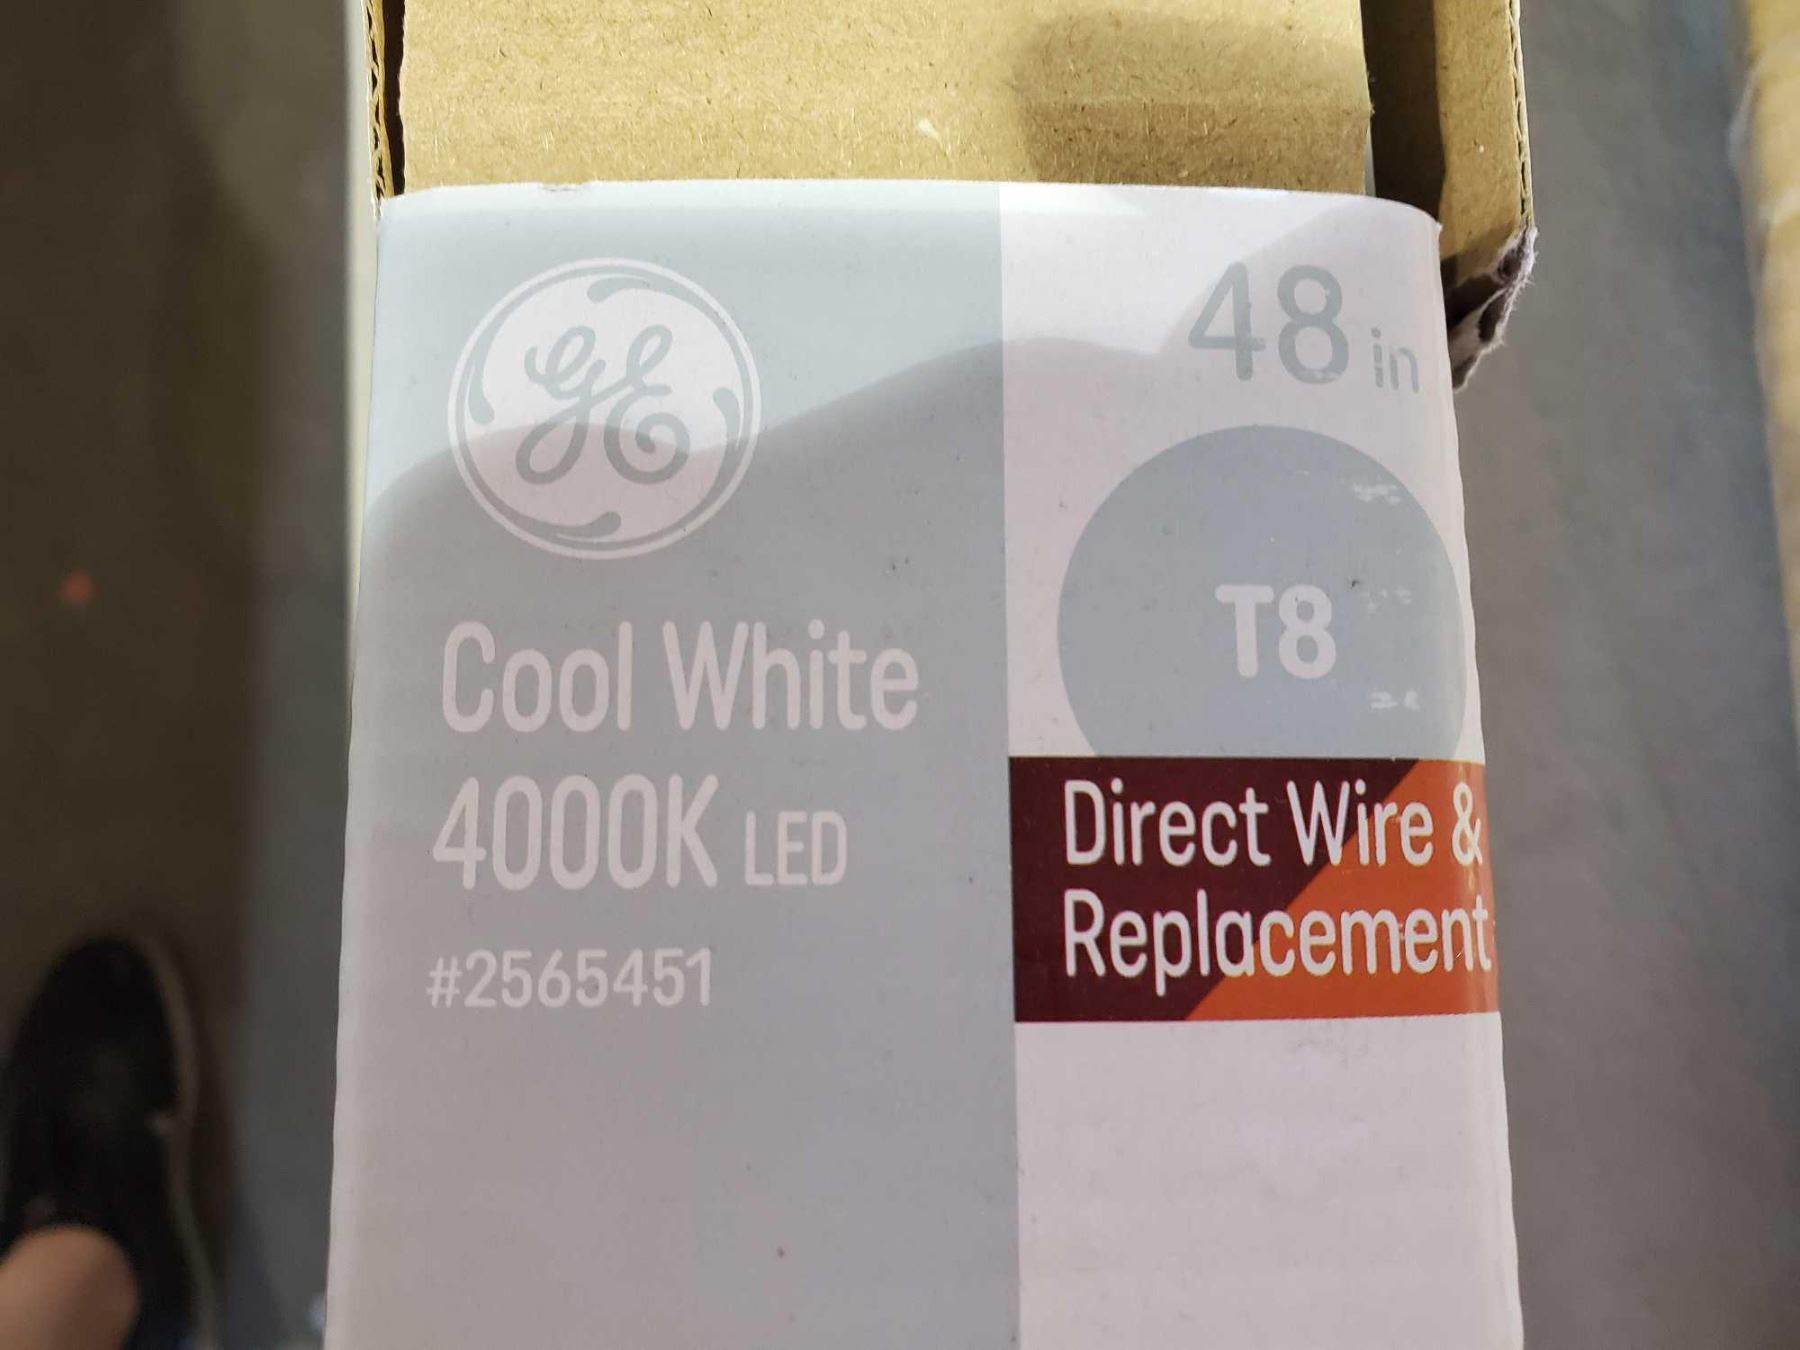 GE
48 in
T8
Cool White
4000K LED
#2565451
Direct Wire &
Replacement